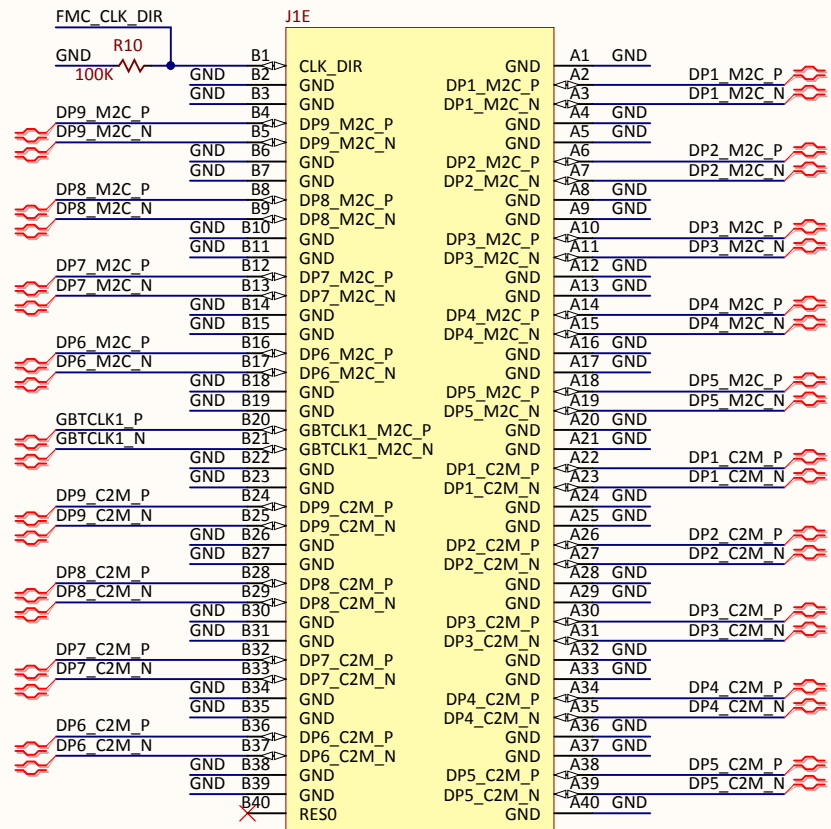 FMC_CLK_DIR
J1E
GND R10 100K B1 CLK_DIR GND A1 GND
GND B2 GND DP1_M2C_P A2 DP1_M2C_P
GND B3 GND DP1_M2C_N A3 DP1_M2C_N
DP9_M2C_P B4 DP9_M2C_P GND A4 GND
DP9_M2C_N B5 DP9_M2C_N GND A5 GND
GND B6 GND DP2_M2C_P A6 DP2_M2C_P
GND B7 GND DP2_M2C_N A7 DP2_M2C_N
DP8_M2C_P B8 DP8_M2C_P GND A8 GND
DP8_M2C_N B9 DP8_M2C_N GND A9 GND
GND B10 GND DP3_M2C_P A10 DP3_M2C_P
GND B11 GND DP3_M2C_N A11 DP3_M2C_N
DP7_M2C_P B12 DP7_M2C_P GND A12 GND
DP7_M2C_N B13 DP7_M2C_N GND A13 GND
GND B14 GND DP4_M2C_P A14 DP4_M2C_P
GND B15 GND DP4_M2C_N A15 DP4_M2C_N
DP6_M2C_P B16 DP6_M2C_P GND A16 GND
DP6_M2C_N B17 DP6_M2C_N GND A17 GND
GND B18 GND DP5_M2C_P A18 DP5_M2C_P
GND B19 GND DP5_M2C_N A19 DP5_M2C_N
GBTCLK1_P B20 GBTCLK1_M2C_P GND A20 GND
GBTCLK1_N B21 GBTCLK1_M2C_N GND A21 GND
GND B22 GND DP1_C2M_P A22 DP1_C2M_P
GND B23 GND DP1_C2M_N A23 DP1_C2M_N
DP9_C2M_P B24 DP9_C2M_P GND A24 GND
DP9_C2M_N B25 DP9_C2M_N GND A25 GND
GND B26 GND DP2_C2M_P A26 DP2_C2M_P
GND B27 GND DP2_C2M_N A27 DP2_C2M_N
DP8_C2M_P B28 DP8_C2M_P GND A28 GND
DP8_C2M_N B29 DP8_C2M_N GND A29 GND
GND B30 GND DP3_C2M_P A30 DP3_C2M_P
GND B31 GND DP3_C2M_N A31 DP3_C2M_N
DP7_C2M_P B32 DP7_C2M_P GND A32 GND
DP7_C2M_N B33 DP7_C2M_N GND A33 GND
GND B34 GND DP4_C2M_P A34 DP4_C2M_P
GND B35 GND DP4_C2M_N A35 DP4_C2M_N
DP6_C2M_P B36 DP6_C2M_P GND A36 GND
DP6_C2M_N B37 DP6_C2M_N GND A37 GND
GND B38 GND DP5_C2M_P A38 DP5_C2M_P
GND B39 GND DP5_C2M_N A39 DP5_C2M_N
B40 RES0 GND A40 GND